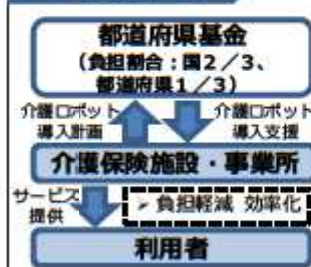 都道府県基金
(負担割合：国2／3、
都道府県1／3)
介護ロボット
導入計画
介護ロボット
導入支援
介護保険施設・事業所
サービス
提供
➢ 負担軽減 効率化
利用者